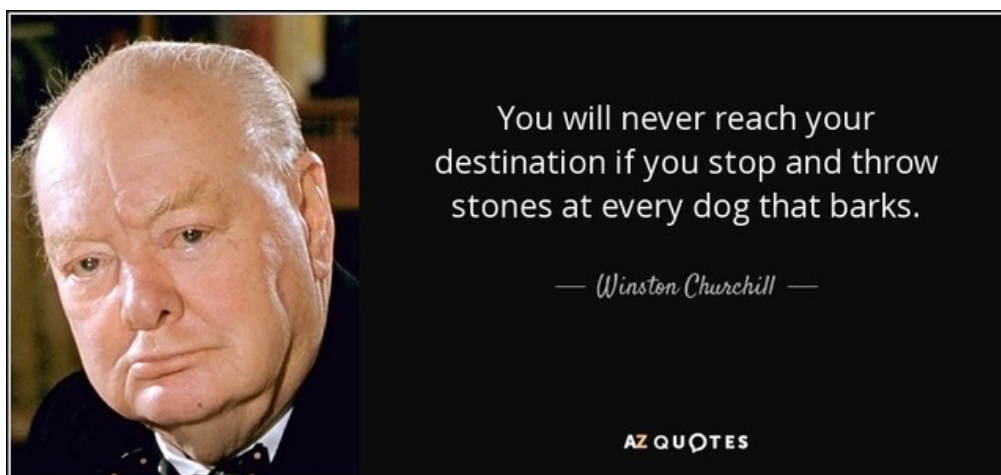 You will never reach your
destination if you stop and throw
stones at every dog that barks.
— Winston Churchill —
AZ QUOTES